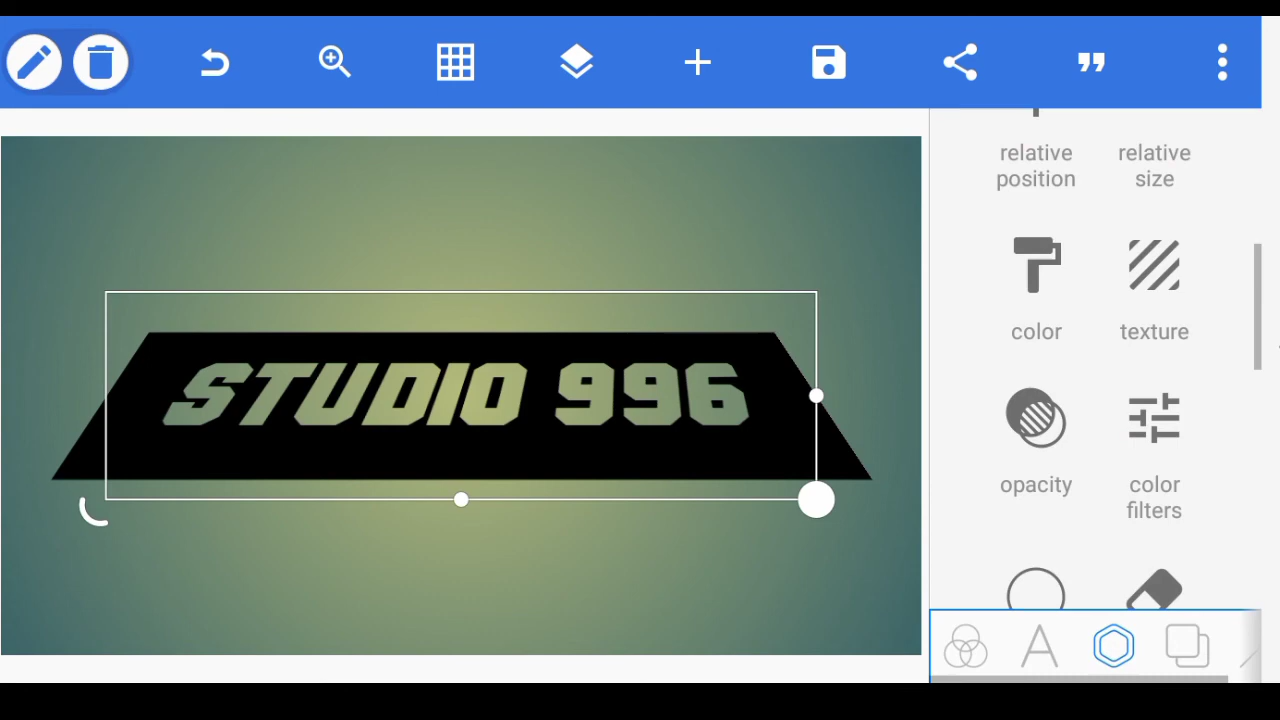 relative
position
relative
size
STUDIO 996
color
texture
opacity
color
filters